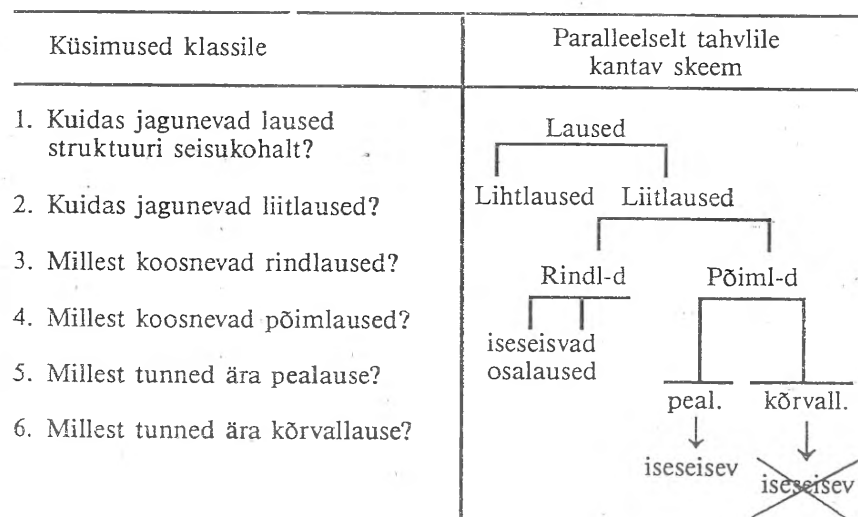 Küsimused klassile
Paralleelselt tahvlile
kantav skeem
1. Kuidas jagunevad laused
struktuuri seisukohalt?
2. Kuidas jagunevad liitlaused?
3. Millest koosnevad rindlaused?
4. Millest koosnevad põimlaused?
5. Millest tunned ära pealause?
6. Millest tunned ära kõrvallause?
Laused
Lihtlaused Liitlaused
Rindl-d Põiml-d
iseseisvad
osalaused
peal. kõrvall.
iseseisev
iseseisev